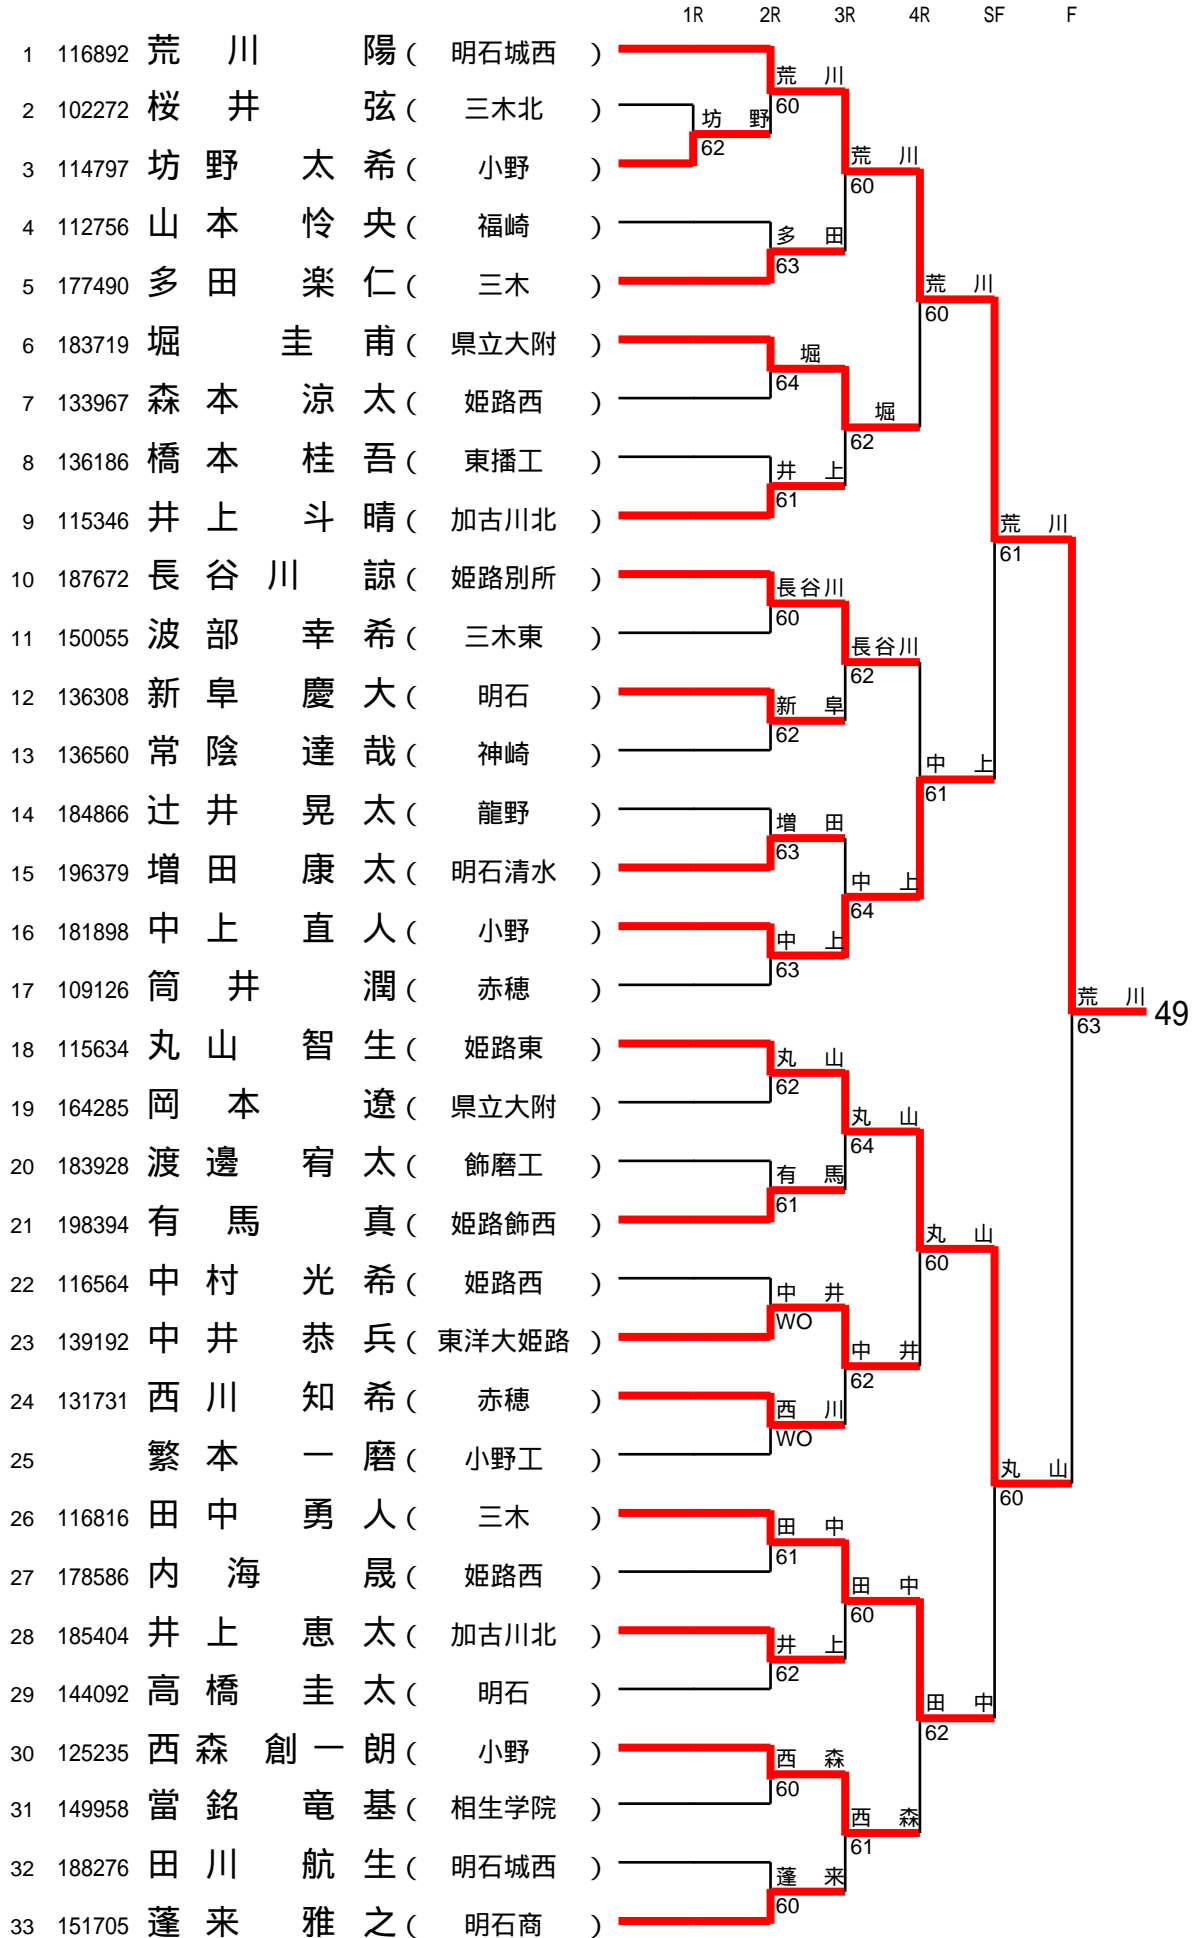 1R 2R 3R 4R SF F
1 116892 荒川 陽 ( 明石城西 )
荒川
60
2 102272 桜井 弦 ( 三木北 )
坊野
62
3 114797 坊野 太希 ( 小野 )
荒川
60
4 112756 山本 怜央 ( 福崎 )
多田
63
5 177490 多田 楽仁 ( 三木 )
荒川
60
6 183719 堀 圭甫 ( 県立大附 )
堀
64
7 133967 森本 涼太 ( 姫路西 )
堀
62
8 136186 橋本 桂吾 ( 東播工 )
井上
61
9 115346 井上 斗晴 ( 加古川北 )
荒川
61
10 187672 長谷川 諒 ( 姫路別所 )
長谷川
60
11 150055 波部 幸希 ( 三木東 )
長谷川
62
12 136308 新阜 慶大 ( 明石 )
新阜
62
13 136560 常陰 達哉 ( 神崎 )
中上
61
14 184866 辻井 晃太 ( 龍野 )
増田
63
15 196379 増田 康太 ( 明石清水 )
中上
64
16 181898 中上 直人 ( 小野 )
中上
63
17 109126 筒井 潤 ( 赤穂 )
荒川
63
49
18 115634 丸山 智生 ( 姫路東 )
丸山
62
19 164285 岡本 遼 ( 県立大附 )
丸山
64
20 183928 渡邊 宥太 ( 飾磨工 )
有馬
61
21 198394 有馬 真 ( 姫路飾西 )
丸山
60
22 116564 中村 光希 ( 姫路西 )
中井
WO
23 139192 中井 恭兵 ( 東洋大姫路 )
中井
62
24 131731 西川 知希 ( 赤穂 )
西川
WO
25 繁本 一磨 ( 小野工 )
丸山
60
26 116816 田中 勇人 ( 三木 )
田中
61
27 178586 内海 晟 ( 姫路西 )
田中
60
28 185404 井上 恵太 ( 加古川北 )
井上
62
29 144092 高橋 圭太 ( 明石 )
田中
62
30 125235 西森 創一朗 ( 小野 )
西森
60
31 149958 當銘 竜基 ( 相生学院 )
西森
61
32 188276 田川 航生 ( 明石城西 )
蓬来
60
33 151705 蓬来 雅之 ( 明石商 )